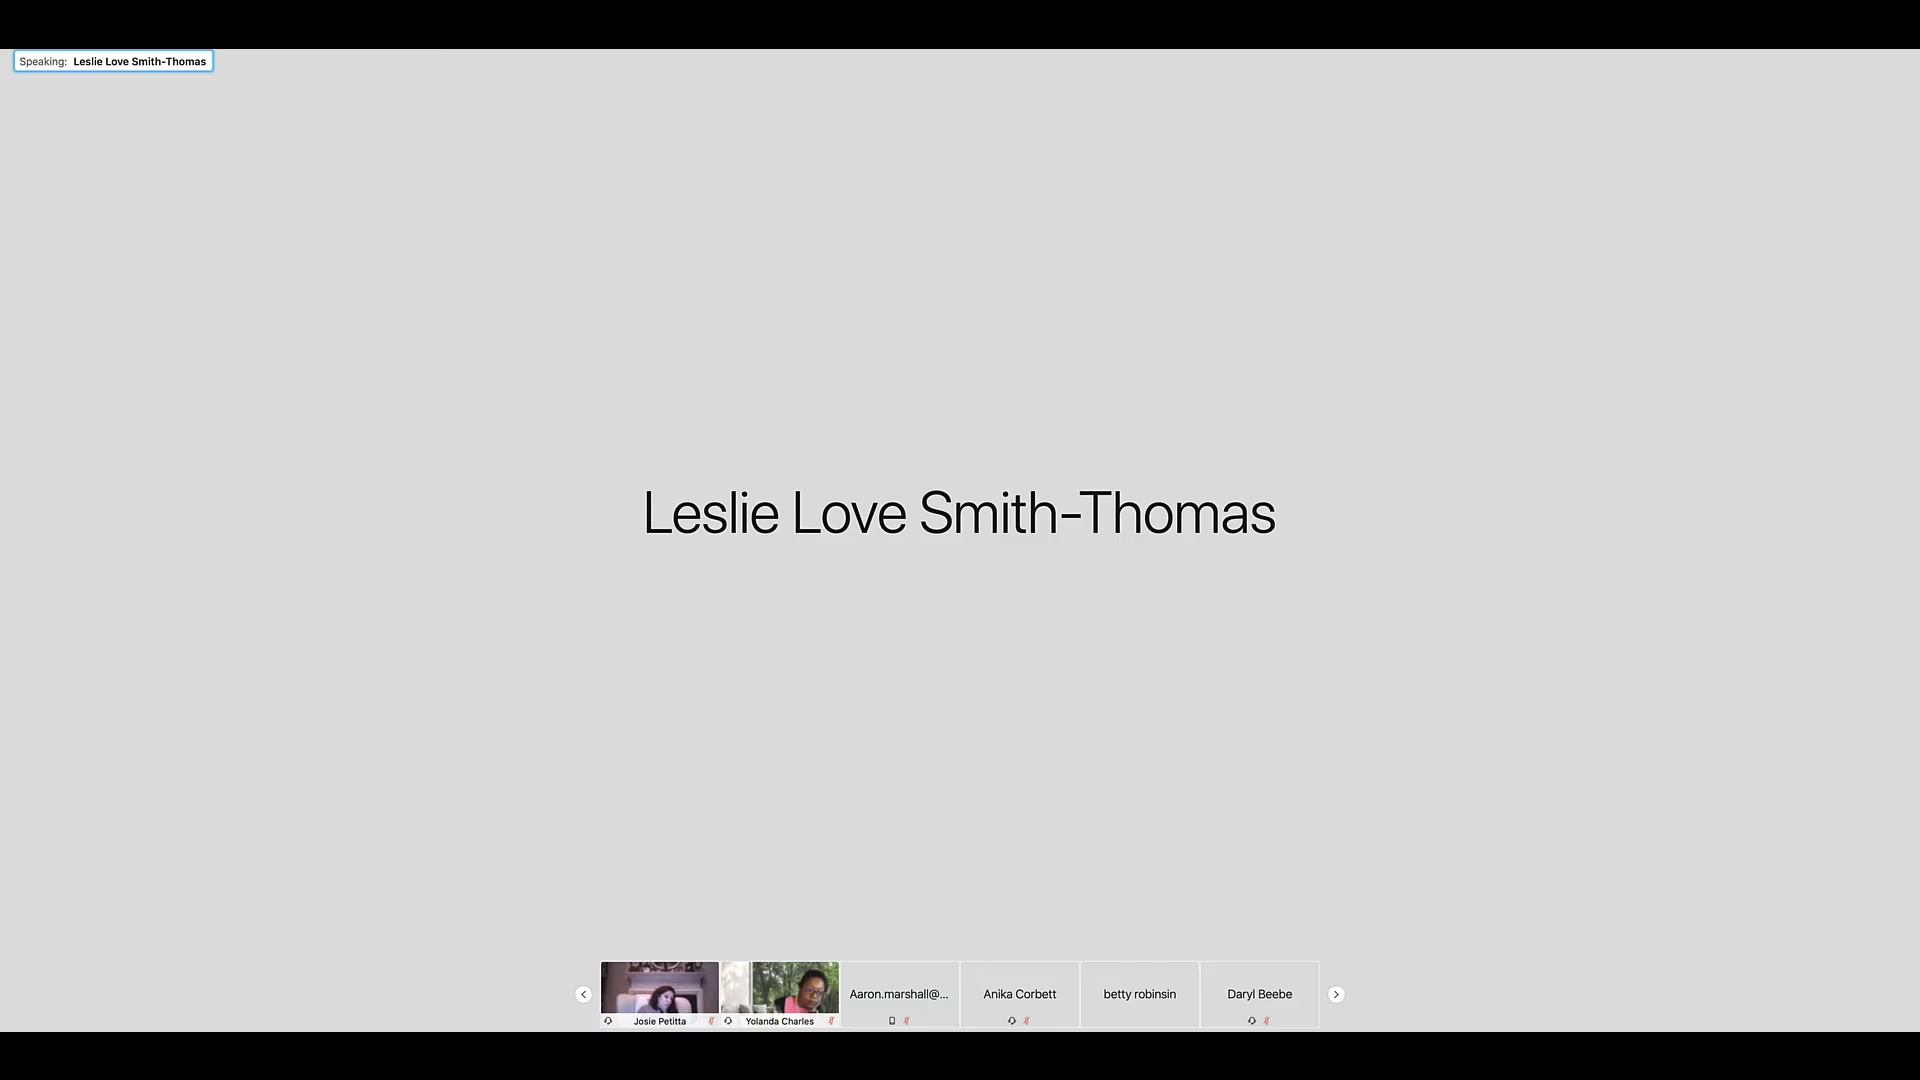 Speaking: Leslie Love Smith-Thomas
Leslie Love Smith-Thomas
Josie Petitta
Yolanda Charles
Aaron.marshall@...
Anika Corbett
betty robinsin
Daryl Beebe